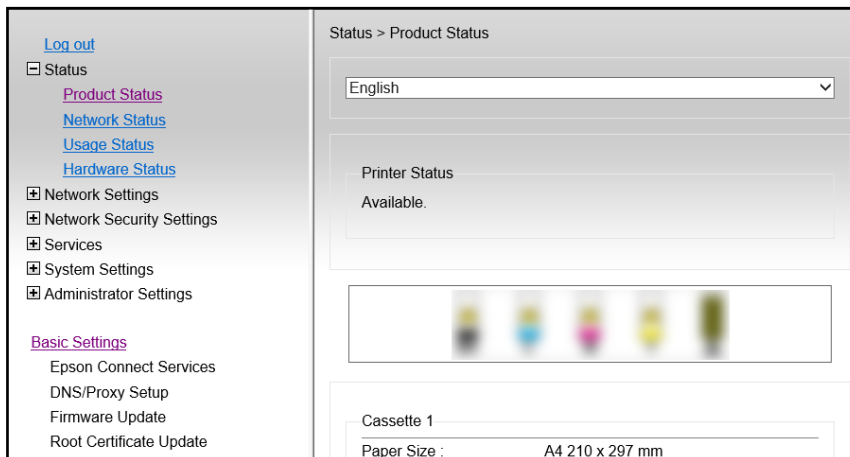 Log out
Status
Product Status
Network Status
Usage Status
Hardware Status
Network Settings
Network Security Settings
Services
System Settings
Administrator Settings
Basic Settings
Epson Connect Services
DNS/Proxy Setup
Firmware Update
Root Certificate Update
Status > Product Status
English
Printer Status
Available.
Cassette 1
Paper Size : A4 210 x 297 mm